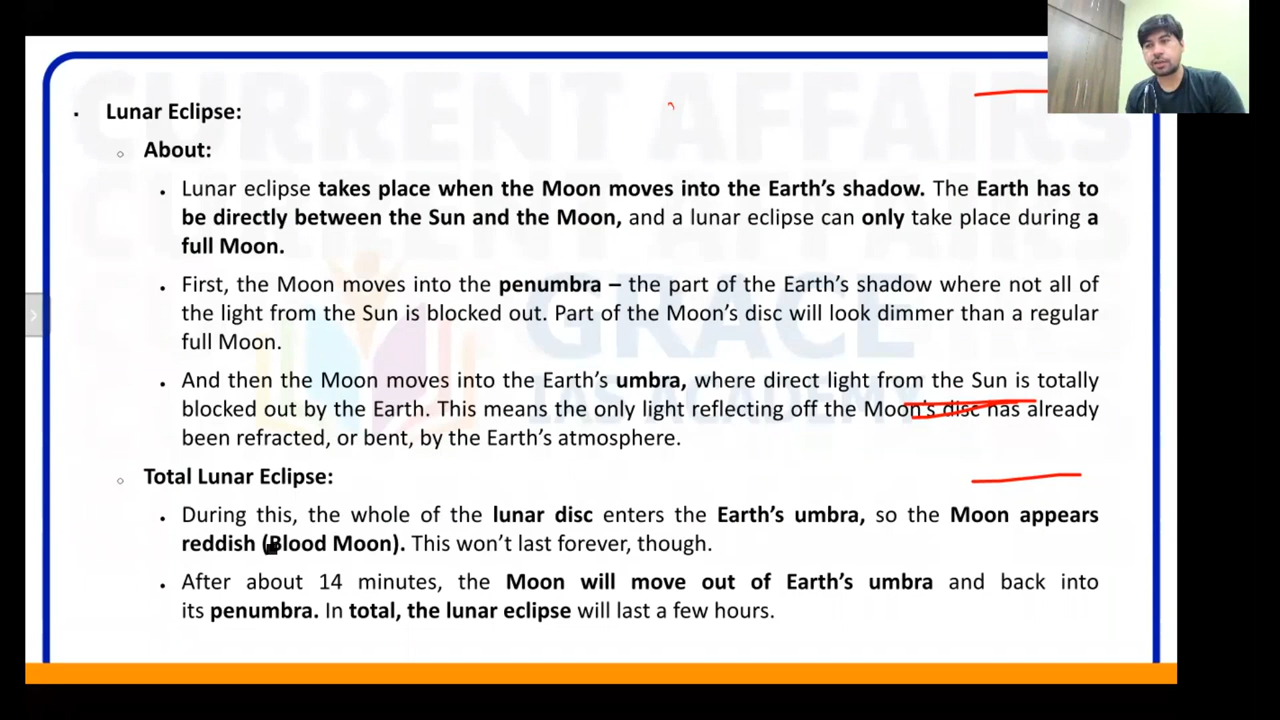 CURRENT AFFAIRS
Lunar Eclipse:
About:
Lunar eclipse takes place when the Moon moves into the Earth’s shadow. The Earth has to
be directly between the Sun and the Moon, and a lunar eclipse can only take place during a
full Moon.
First, the Moon moves into the penumbra – the part of the Earth’s shadow where not all of
the light from the Sun is blocked out. Part of the Moon’s disc will look dimmer than a regular
full Moon.
GRACE
IAS ACADEMY
And then the Moon moves into the Earth’s umbra, where direct light from the Sun is totally
blocked out by the Earth. This means the only light reflecting off the Moon’s disc has already
been refracted, or bent, by the Earth’s atmosphere.
Total Lunar Eclipse:
During this, the whole of the lunar disc enters the Earth’s umbra, so the Moon appears
reddish (Blood Moon). This won’t last forever, though.
After about 14 minutes, the Moon will move out of Earth’s umbra and back into
its penumbra. In total, the lunar eclipse will last a few hours.